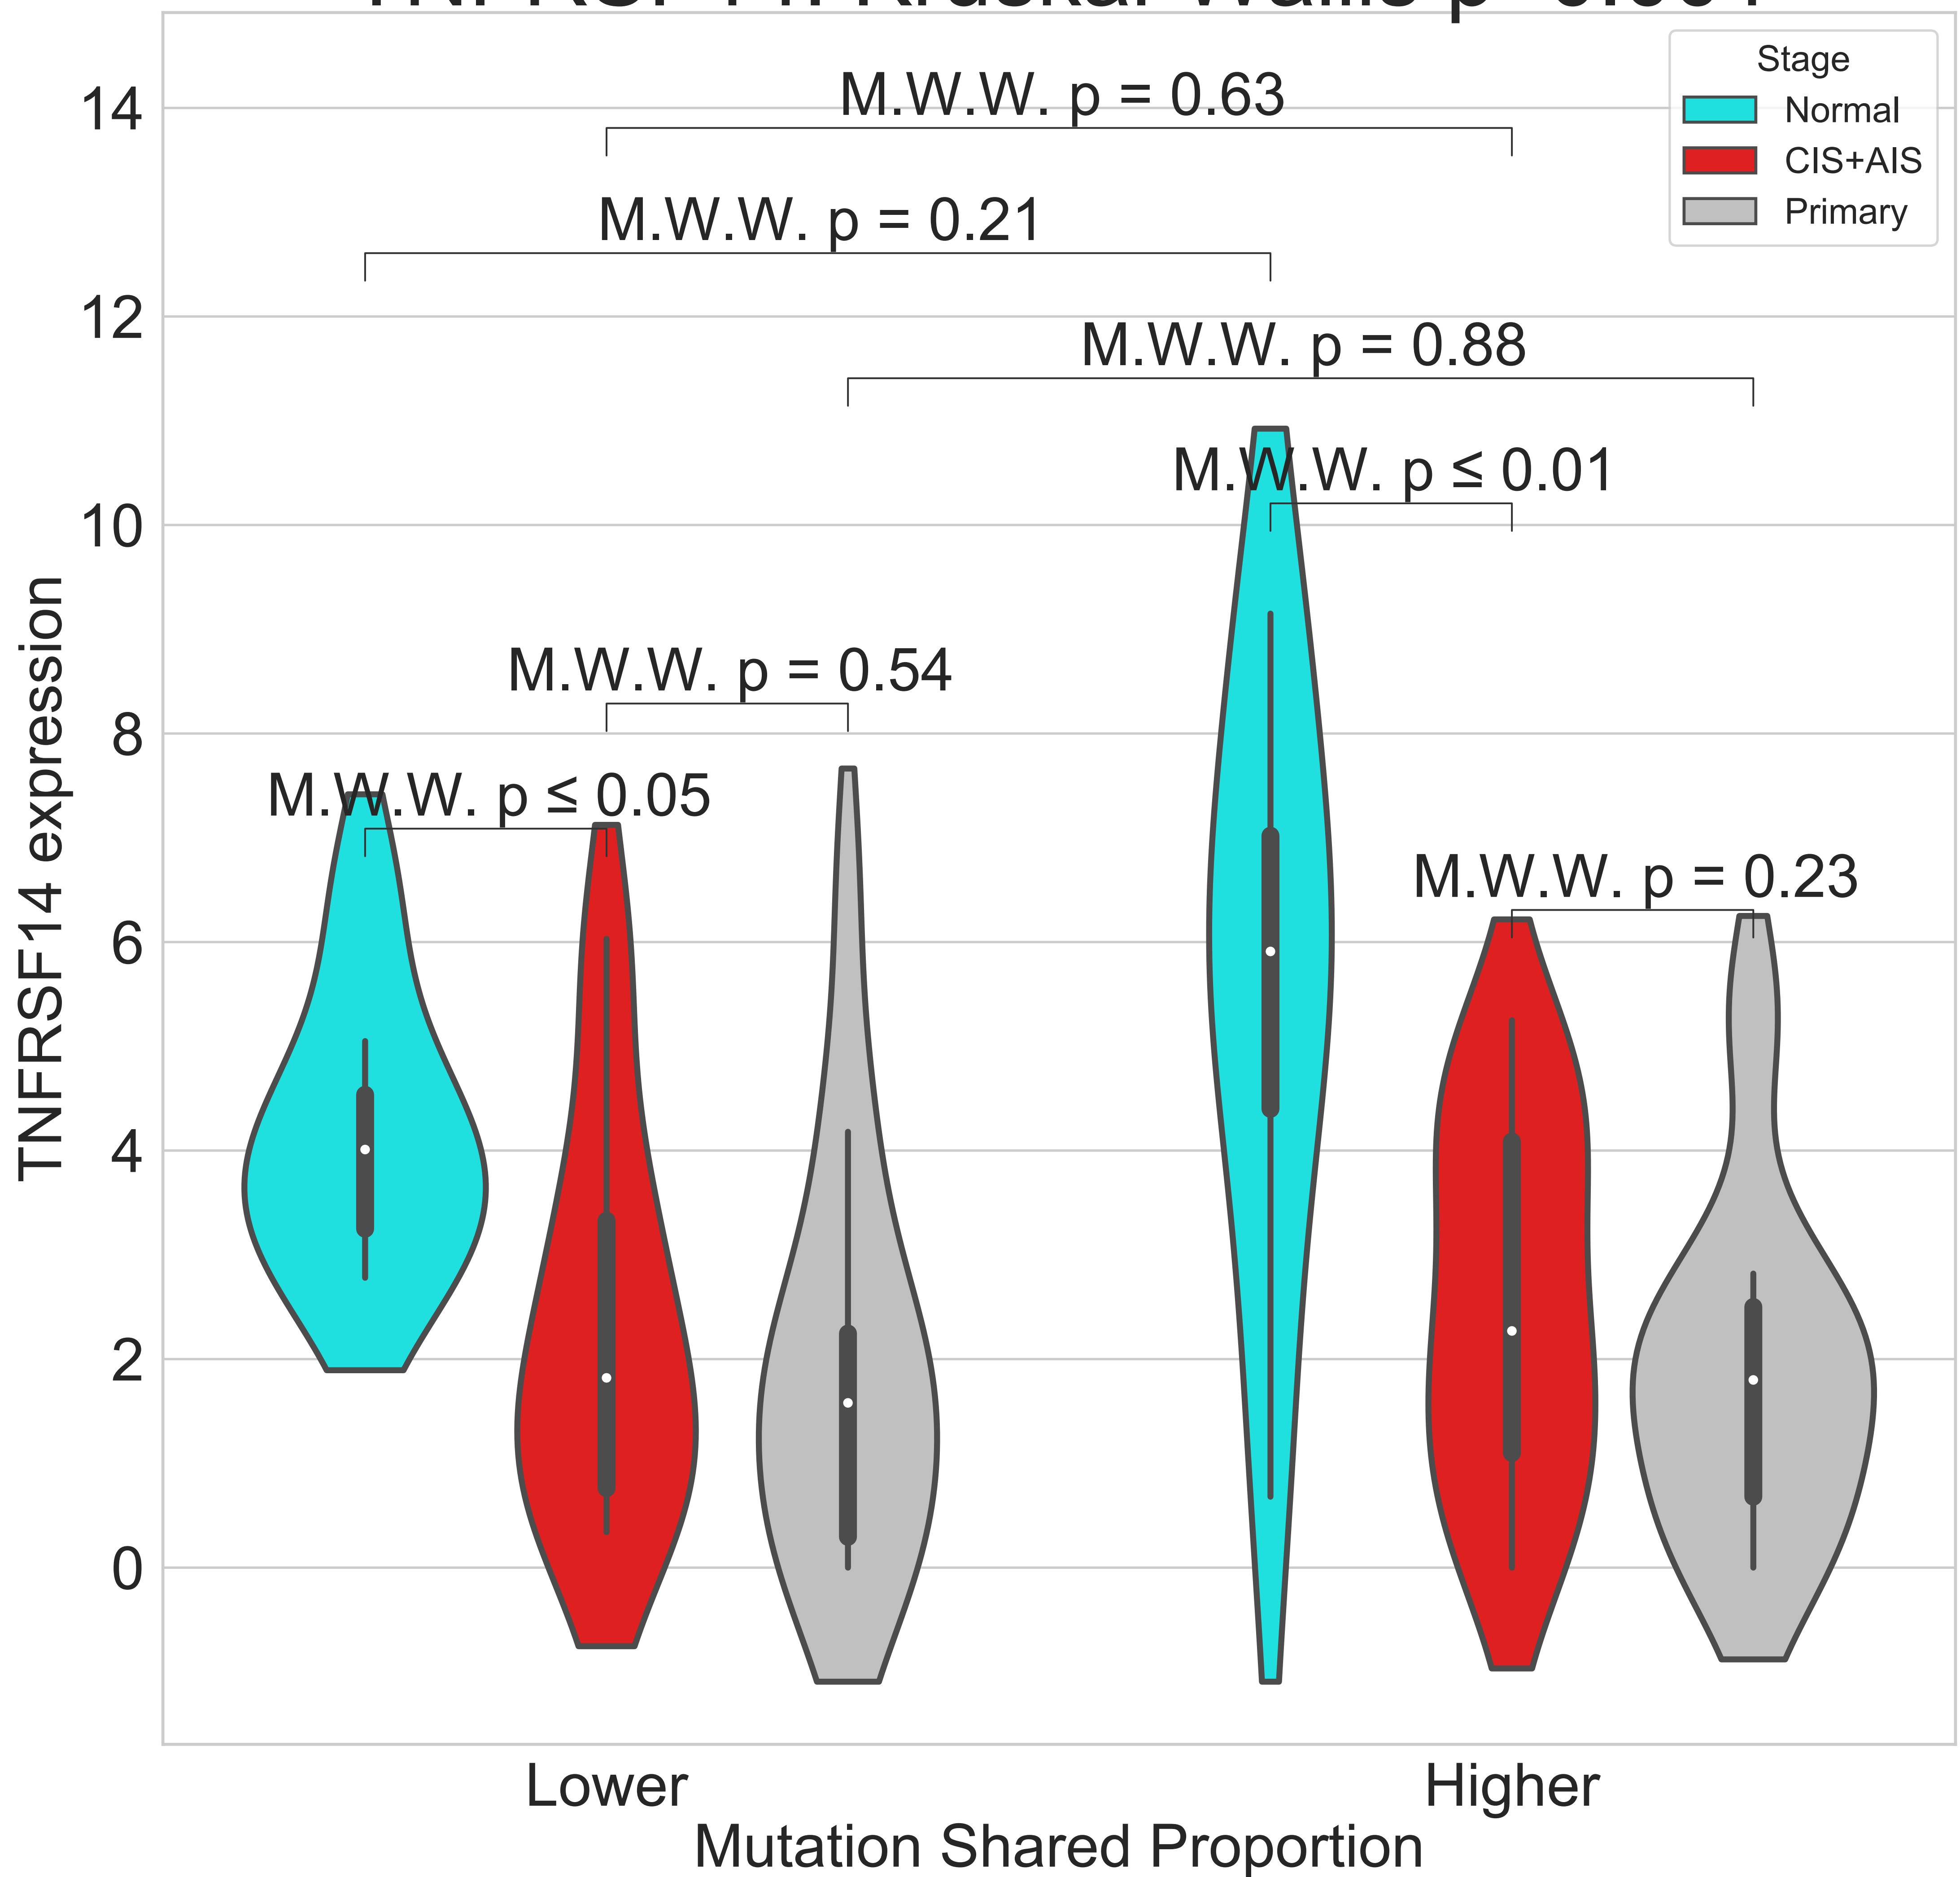 Stage
Normal
CIS+AIS
Primary
M.W.W. p = 0.63
M.W.W. p = 0.21
M.W.W. p = 0.88
M.W.W. p ≤ 0.01
M.W.W. p = 0.54
M.W.W. p ≤ 0.05
M.W.W. p = 0.23
14
12
10
8
6
4
2
0
TNFRSF14 expression
Lower
Higher
Mutation Shared Proportion